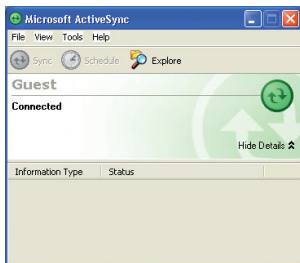 Microsoft ActiveSync
File View Tools Help
Sync Schedule Explore
Guest
Connected
Hide Details
Information Type Status